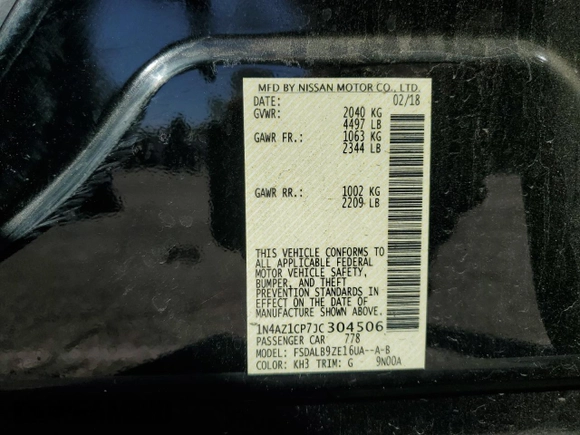 MFD BY NISSAN MOTOR CO., LTD.
DATE: 02/18
GVWR: 2040 KG
4497 LB
GAWR FR.: 1063 KG
2344 LB
GAWR RR.: 1002 KG
2209 LB
THIS VEHICLE CONFORMS TO
ALL APPLICABLE FEDERAL
MOTOR VEHICLE SAFETY,
BUMPER, AND THEFT
PREVENTION STANDARDS IN
EFFECT ON THE DATE OF
MANUFACTURE SHOWN ABOVE.
1N4AZ1CP7JC304506
PASSENGER CAR 778
MODEL: FSDALB9ZE16UA--A-B
COLOR: KH3 TRIM: G 9N00A